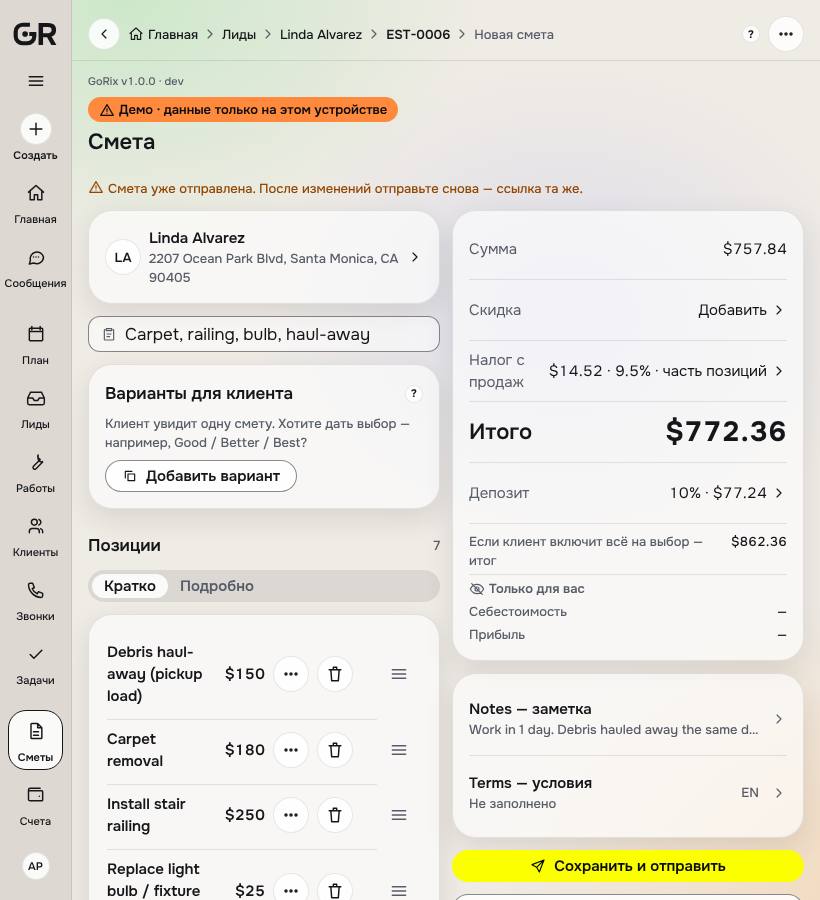 GR
Создать
Главная
Сообщения
План
Лиды
Работы
Клиенты
Звонки
Задачи
Сметы
Счета
AP
Главная
Лиды
Linda Alvarez
EST-0006
Новая смета
?
GoRix v1.0.0 · dev
Демо · данные только на этом устройстве
Смета
Смета уже отправлена. После изменений отправьте снова — ссылка та же.
LA
Linda Alvarez
2207 Ocean Park Blvd, Santa Monica, CA
90405
Carpet, railing, bulb, haul-away
Варианты для клиента
?
Клиент увидит одну смету. Хотите дать выбор —
например, Good / Better / Best?
Добавить вариант
Позиции
7
Кратко
Подробно
Debris haul-
away (pickup
load)
$150
Carpet
removal
$180
Install stair
railing
$250
Replace light
bulb / fixture
$25
Сумма
$757.84
Скидка
Добавить
Налог с
продаж
$14.52 · 9.5% · часть позиций
Итого
$772.36
Депозит
10% · $77.24
Если клиент включит всё на выбор —
итог
$862.36
Только для вас
Себестоимость
–
Прибыль
–
Notes — заметка
Work in 1 day. Debris hauled away the same d...
Terms — условия
Не заполнено
EN
Сохранить и отправить